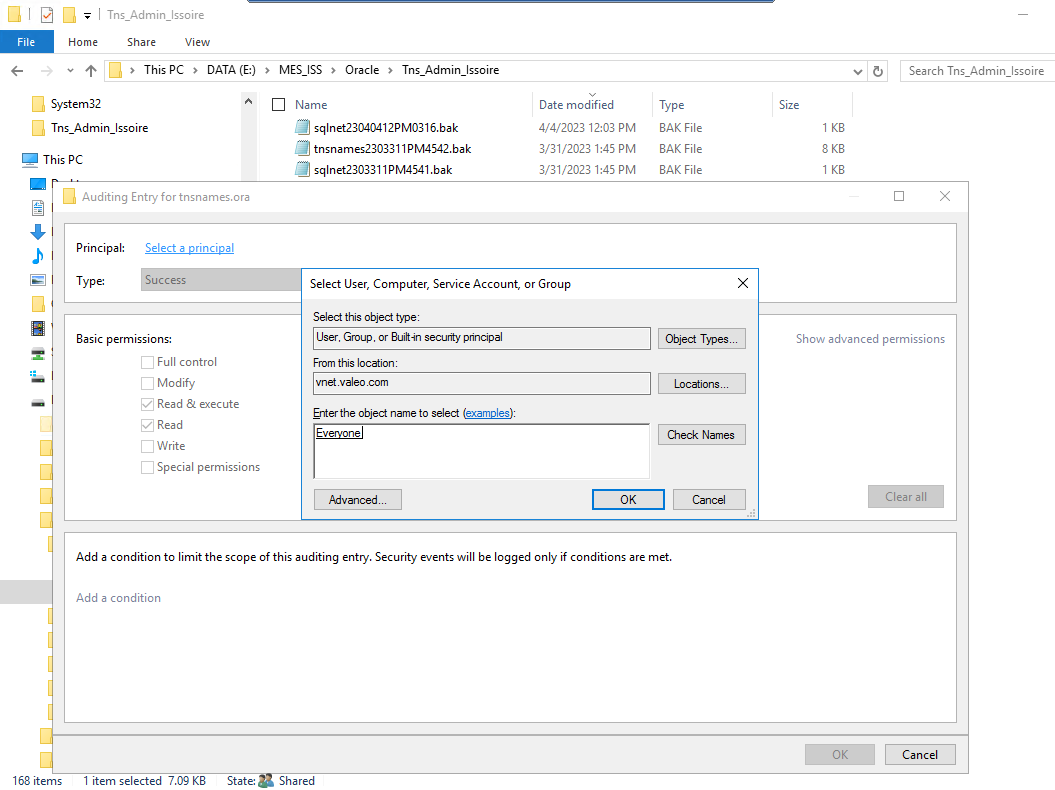 Tns_Admin_Issoire
File Home Share View
This PC DATA (E:) MES_ISS Oracle Tns_Admin_Issoire
Search Tns_Admin_Issoire
System32
Tns_Admin_Issoire
This PC
Name Date modified Type Size
sqlnet23040412PM0316.bak 4/4/2023 12:03 PM BAK File 1 KB
tnsnames2303311PM4542.bak 3/31/2023 1:45 PM BAK File 8 KB
sqlnet2303311PM4541.bak 3/31/2023 1:45 PM BAK File 1 KB
Auditing Entry for tnsnames.ora
Principal: Select a principal
Type: Success
Basic permissions:
Show advanced permissions
Full control
Modify
Read & execute
Read
Write
Special permissions
Clear all
Select User, Computer, Service Account, or Group
Select this object type:
User, Group, or Built-in security principal
Object Types...
From this location:
vnet.valeo.com
Locations...
Enter the object name to select (examples):
Everyone
Check Names
Advanced...
OK
Cancel
Add a condition to limit the scope of this auditing entry. Security events will be logged only if conditions are met.
Add a condition
OK
Cancel
168 items 1 item selected 7.09 KB State: Shared